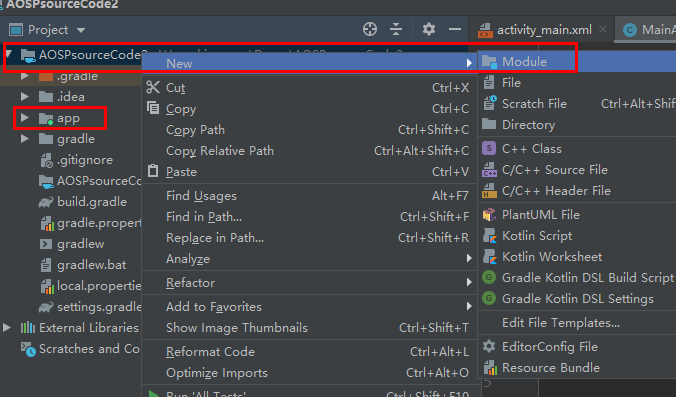 AOSPsourceCode2
Project
activity_main.xml
MainA
AOSPsourceCode2
New
Module
.gradle
.idea
app
gradle
.gitignore
AOSPsourceCo
build.gradle
gradle.prope
gradlew
gradlew.bat
local.propertie
settings.gradle
External Libraries
Scratches and Co
Cut Ctrl+X
Copy Ctrl+C
Copy Path Ctrl+Shift+C
Copy Relative Path Ctrl+Alt+Shift+C
Paste Ctrl+V
Find Usages Alt+F7
Find in Path... Ctrl+Shift+F
Replace in Path... Ctrl+Shift+R
Analyze
Refactor
Add to Favorites
Show Image Thumbnails Ctrl+Shift+T
Reformat Code Ctrl+Alt+L
Optimize Imports Ctrl+Alt+O
Run 'All Tests' Ctrl+Shift+F10
File
Scratch File Ctrl+Alt+Shift
Directory
C++ Class
C/C++ Source File
C/C++ Header File
PlantUML File
Kotlin Script
Kotlin Worksheet
Gradle Kotlin DSL Build Script
Gradle Kotlin DSL Settings
Edit File Templates...
EditorConfig File
Resource Bundle
5